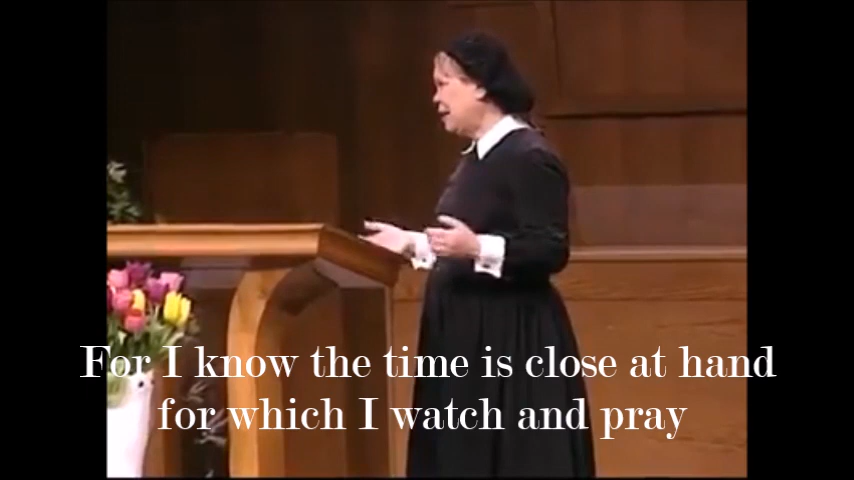 For I know the time is close at hand
for which I watch and pray